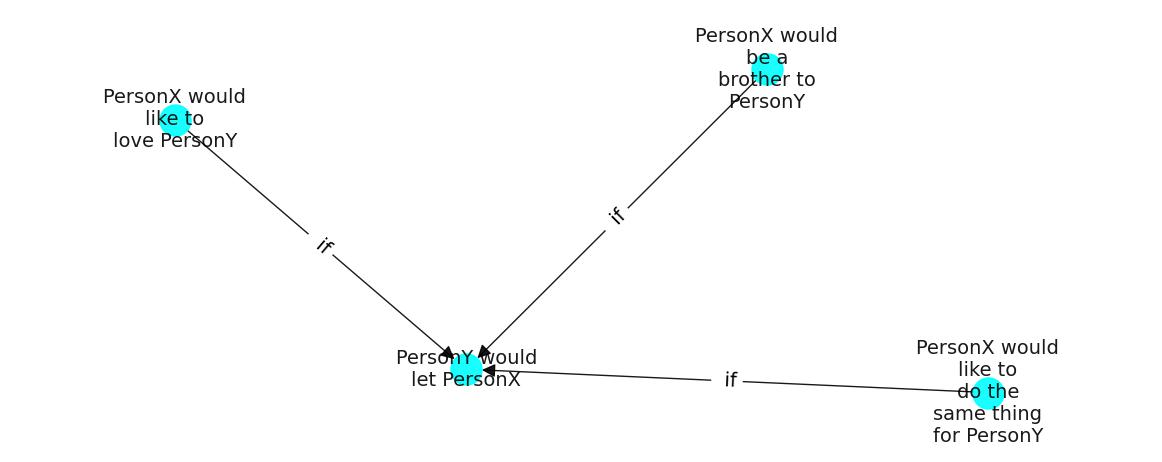 PersonX would
be a
brother to
PersonY
PersonX would
like to
love PersonY
if
if
PersonY would
let PersonX
if
PersonX would
like to
do the
same thing
for PersonY